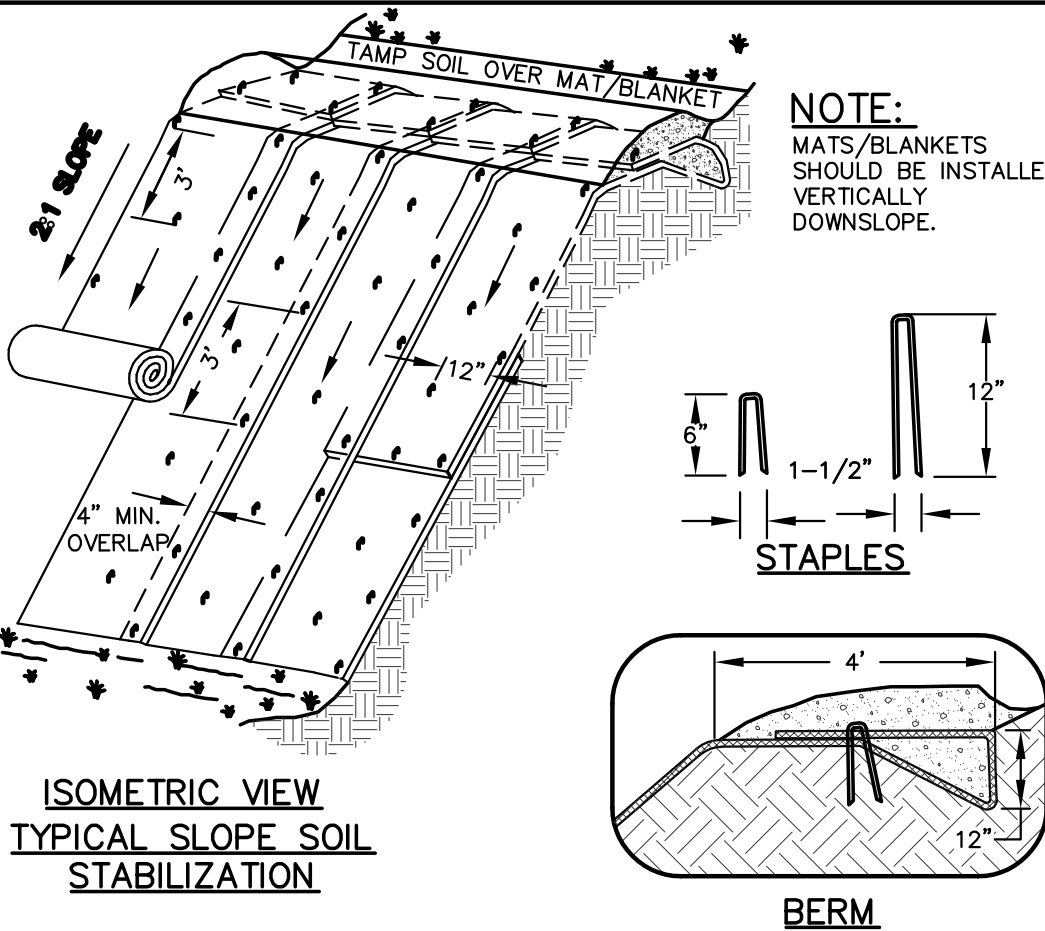 TAMP SOIL OVER MAT/BLANKET
NOTE:
MATS/BLANKETS
SHOULD BE INSTALLE
VERTICALLY
DOWNSLOPE.
2:1 SLOPE
3'
3'
12"
4" MIN.
OVERLAP
6"
1-1/2"
12"
STAPLES
4'
12"
BERM
ISOMETRIC VIEW
TYPICAL SLOPE SOIL
STABILIZATION